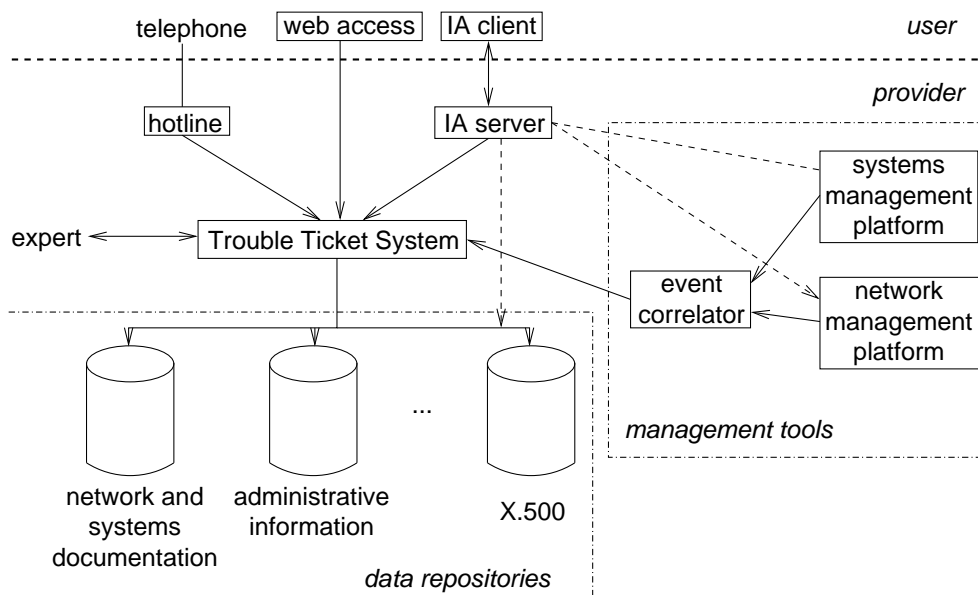 telephone
web access
IA client
user
provider
hotline
IA server
systems
management
platform
expert
Trouble Ticket System
event
correlator
network
management
platform
...
management tools
network and
systems
documentation
administrative
information
X.500
data repositories